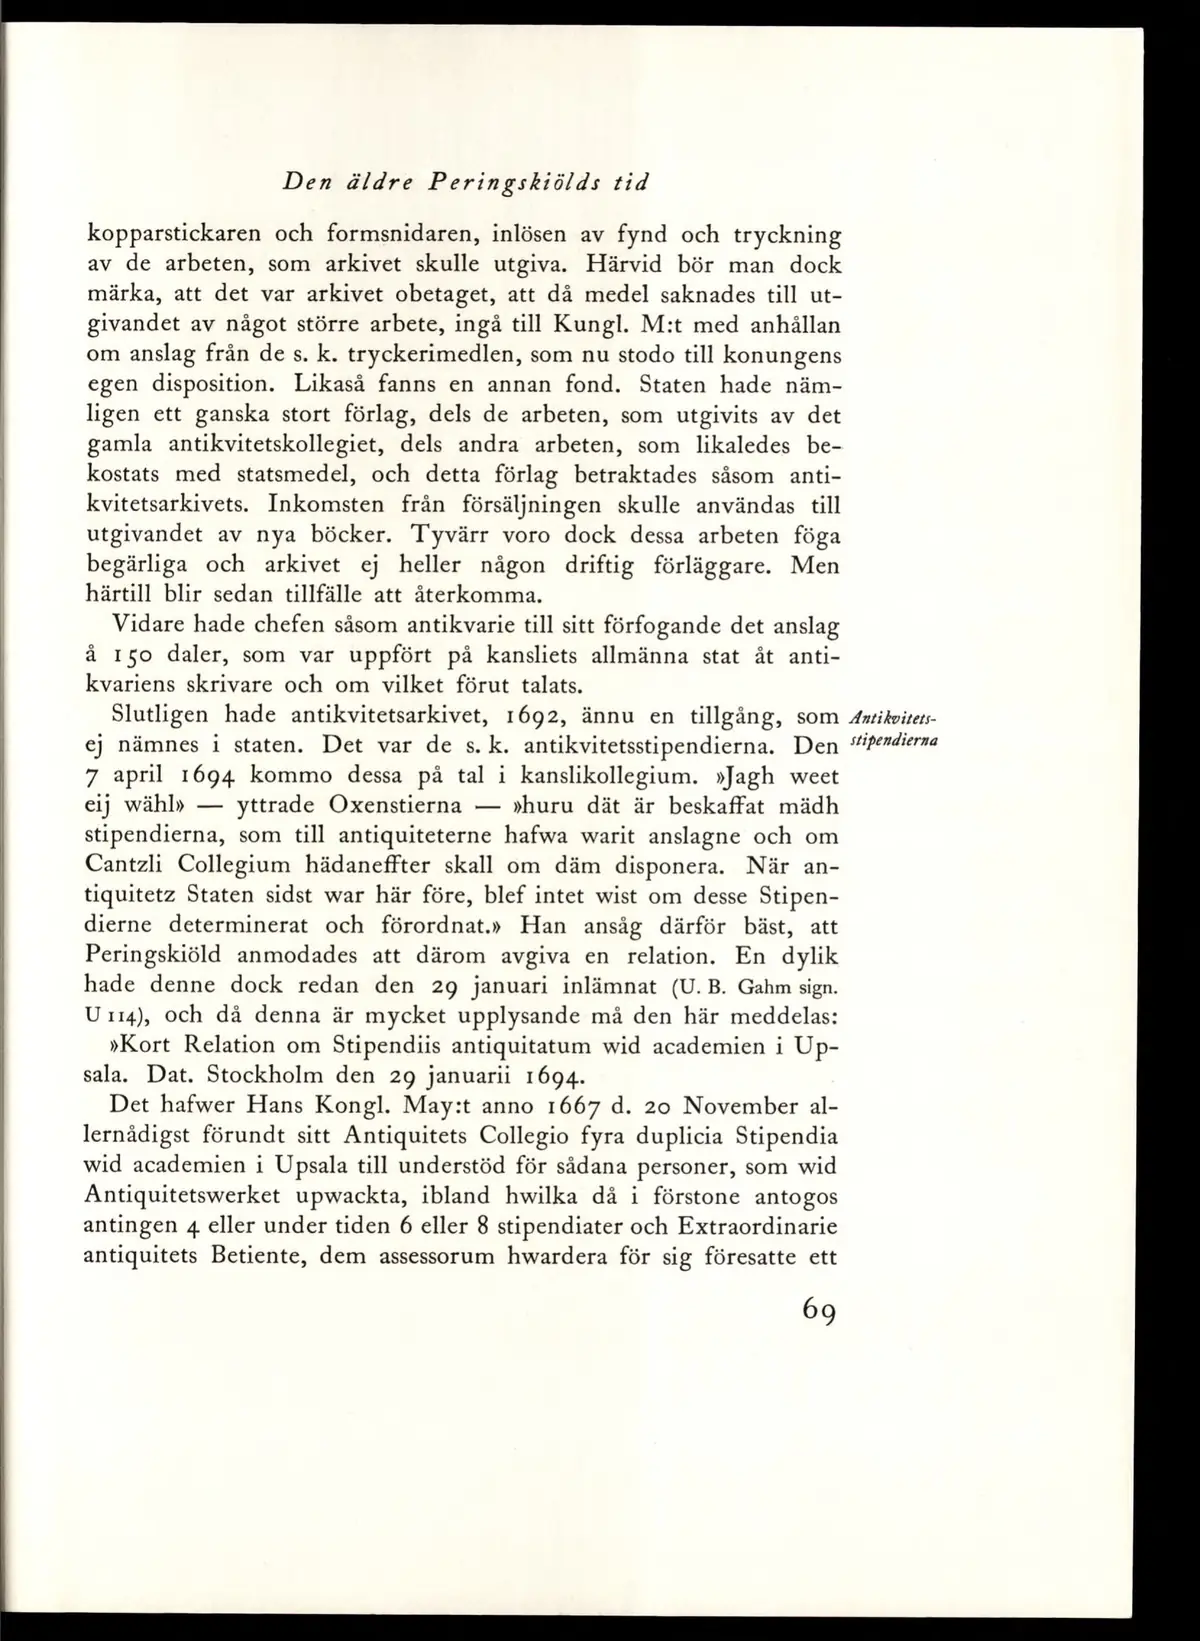 Den äldre Peringskiölds tid
kopparstickaren och formsnidaren, inlösen av fynd och tryckning
av de arbeten, som arkivet skulle utgiva. Härvid bör man dock
märka, att det var arkivet obetaget, att då medel saknades till ut-
givandet av något större arbete, ingå till Kungl. M:t med anhållan
om anslag från de s. k. tryckerimedlen, som nu stodo till konungens
egen disposition. Likaså fanns en annan fond. Staten hade näm-
ligen ett ganska stort förlag, dels de arbeten, som utgivits av det
gamla antikvitetskollegiet, dels andra arbeten, som likaledes be-
kostats med statsmedel, och detta förlag betraktades såsom anti-
kvitetsarkivets. Inkomsten från försäljningen skulle användas till
utgivandet av nya böcker. Tyvärr voro dock dessa arbeten föga
begärliga och arkivet ej heller någon driftig förläggare. Men
härtill blir sedan tillfälle att återkomma.
Vidare hade chefen såsom antikvarie till sitt förfogande det anslag
å 150 daler, som var uppfört på kansliets allmänna stat åt anti-
kvariens skrivare och om vilket förut talats.
Slutligen hade antikvitetsarkivet, 1692, ännu en tillgång, som
ej nämnes i staten. Det var de s. k. antikvitetsstipendierna. Den
Antikvitets-
stipendierna
7 april 1694 kommo dessa på tal i kanslikollegium. »Jagh weet
eij wähl» — yttrade Oxenstierna — »huru dät är beskaffat mädh
stipendierna, som till antiquiteterne hafwa warit anslagne och om
Cantzli Collegium hädaneffter skall om däm disponera. När an-
tiquitetz Staten sidst war här före, blef intet wist om desse Stipen-
dierne determinerat och förordnat.» Han ansåg därför bäst, att
Peringskiöld anmodades att därom avgiva en relation. En dylik
hade denne dock redan den 29 januari inlämnat (U. B. Gahm sign.
U 114), och då denna är mycket upplysande må den här meddelas:
»Kort Relation om Stipendiis antiquitatum wid academien i Up-
sala. Dat. Stockholm den 29 januarii 1694.
Det hafwer Hans Kongl. May:t anno 1667 d. 20 November al-
lernådigst förundt sitt Antiquitets Collegio fyra duplicia Stipendia
wid academien i Upsala till understöd för sådana personer, som wid
Antiquitetswerket upwackta, ibland hwilka då i förstone antogos
antingen 4 eller under tiden 6 eller 8 stipendiater och Extraordinarie
antiquitets Betiente, dem assessorum hwardera för sig föresatte ett
69